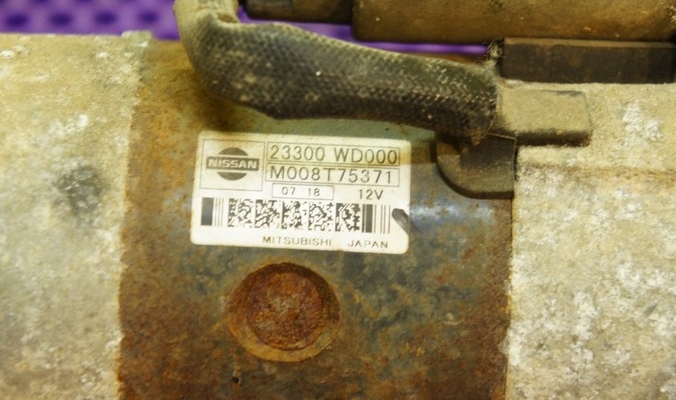 NISSAN
23300 WD000
M008T75371
07 18
12V
MITSUBISHI JAPAN